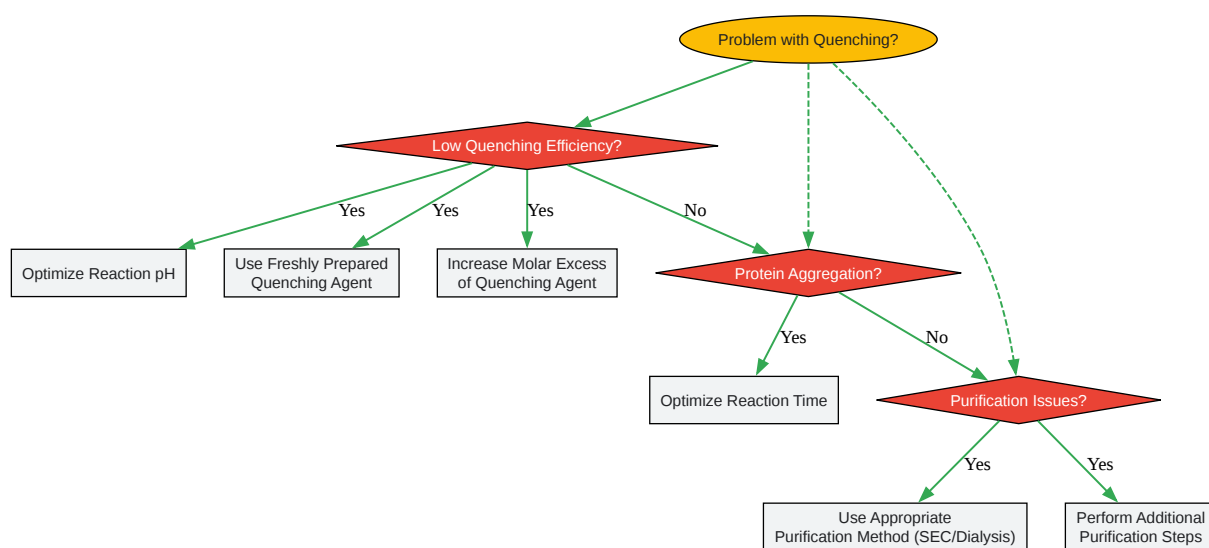 Problem with Quenching?
Low Quenching Efficiency?
Yes
Yes
Yes
No
Optimize Reaction pH
Use Freshly Prepared
Quenching Agent
Increase Molar Excess
of Quenching Agent
Protein Aggregation?
Yes
No
Optimize Reaction Time
Purification Issues?
Yes
Yes
Use Appropriate
Purification Method (SEC/Dialysis)
Perform Additional
Purification Steps